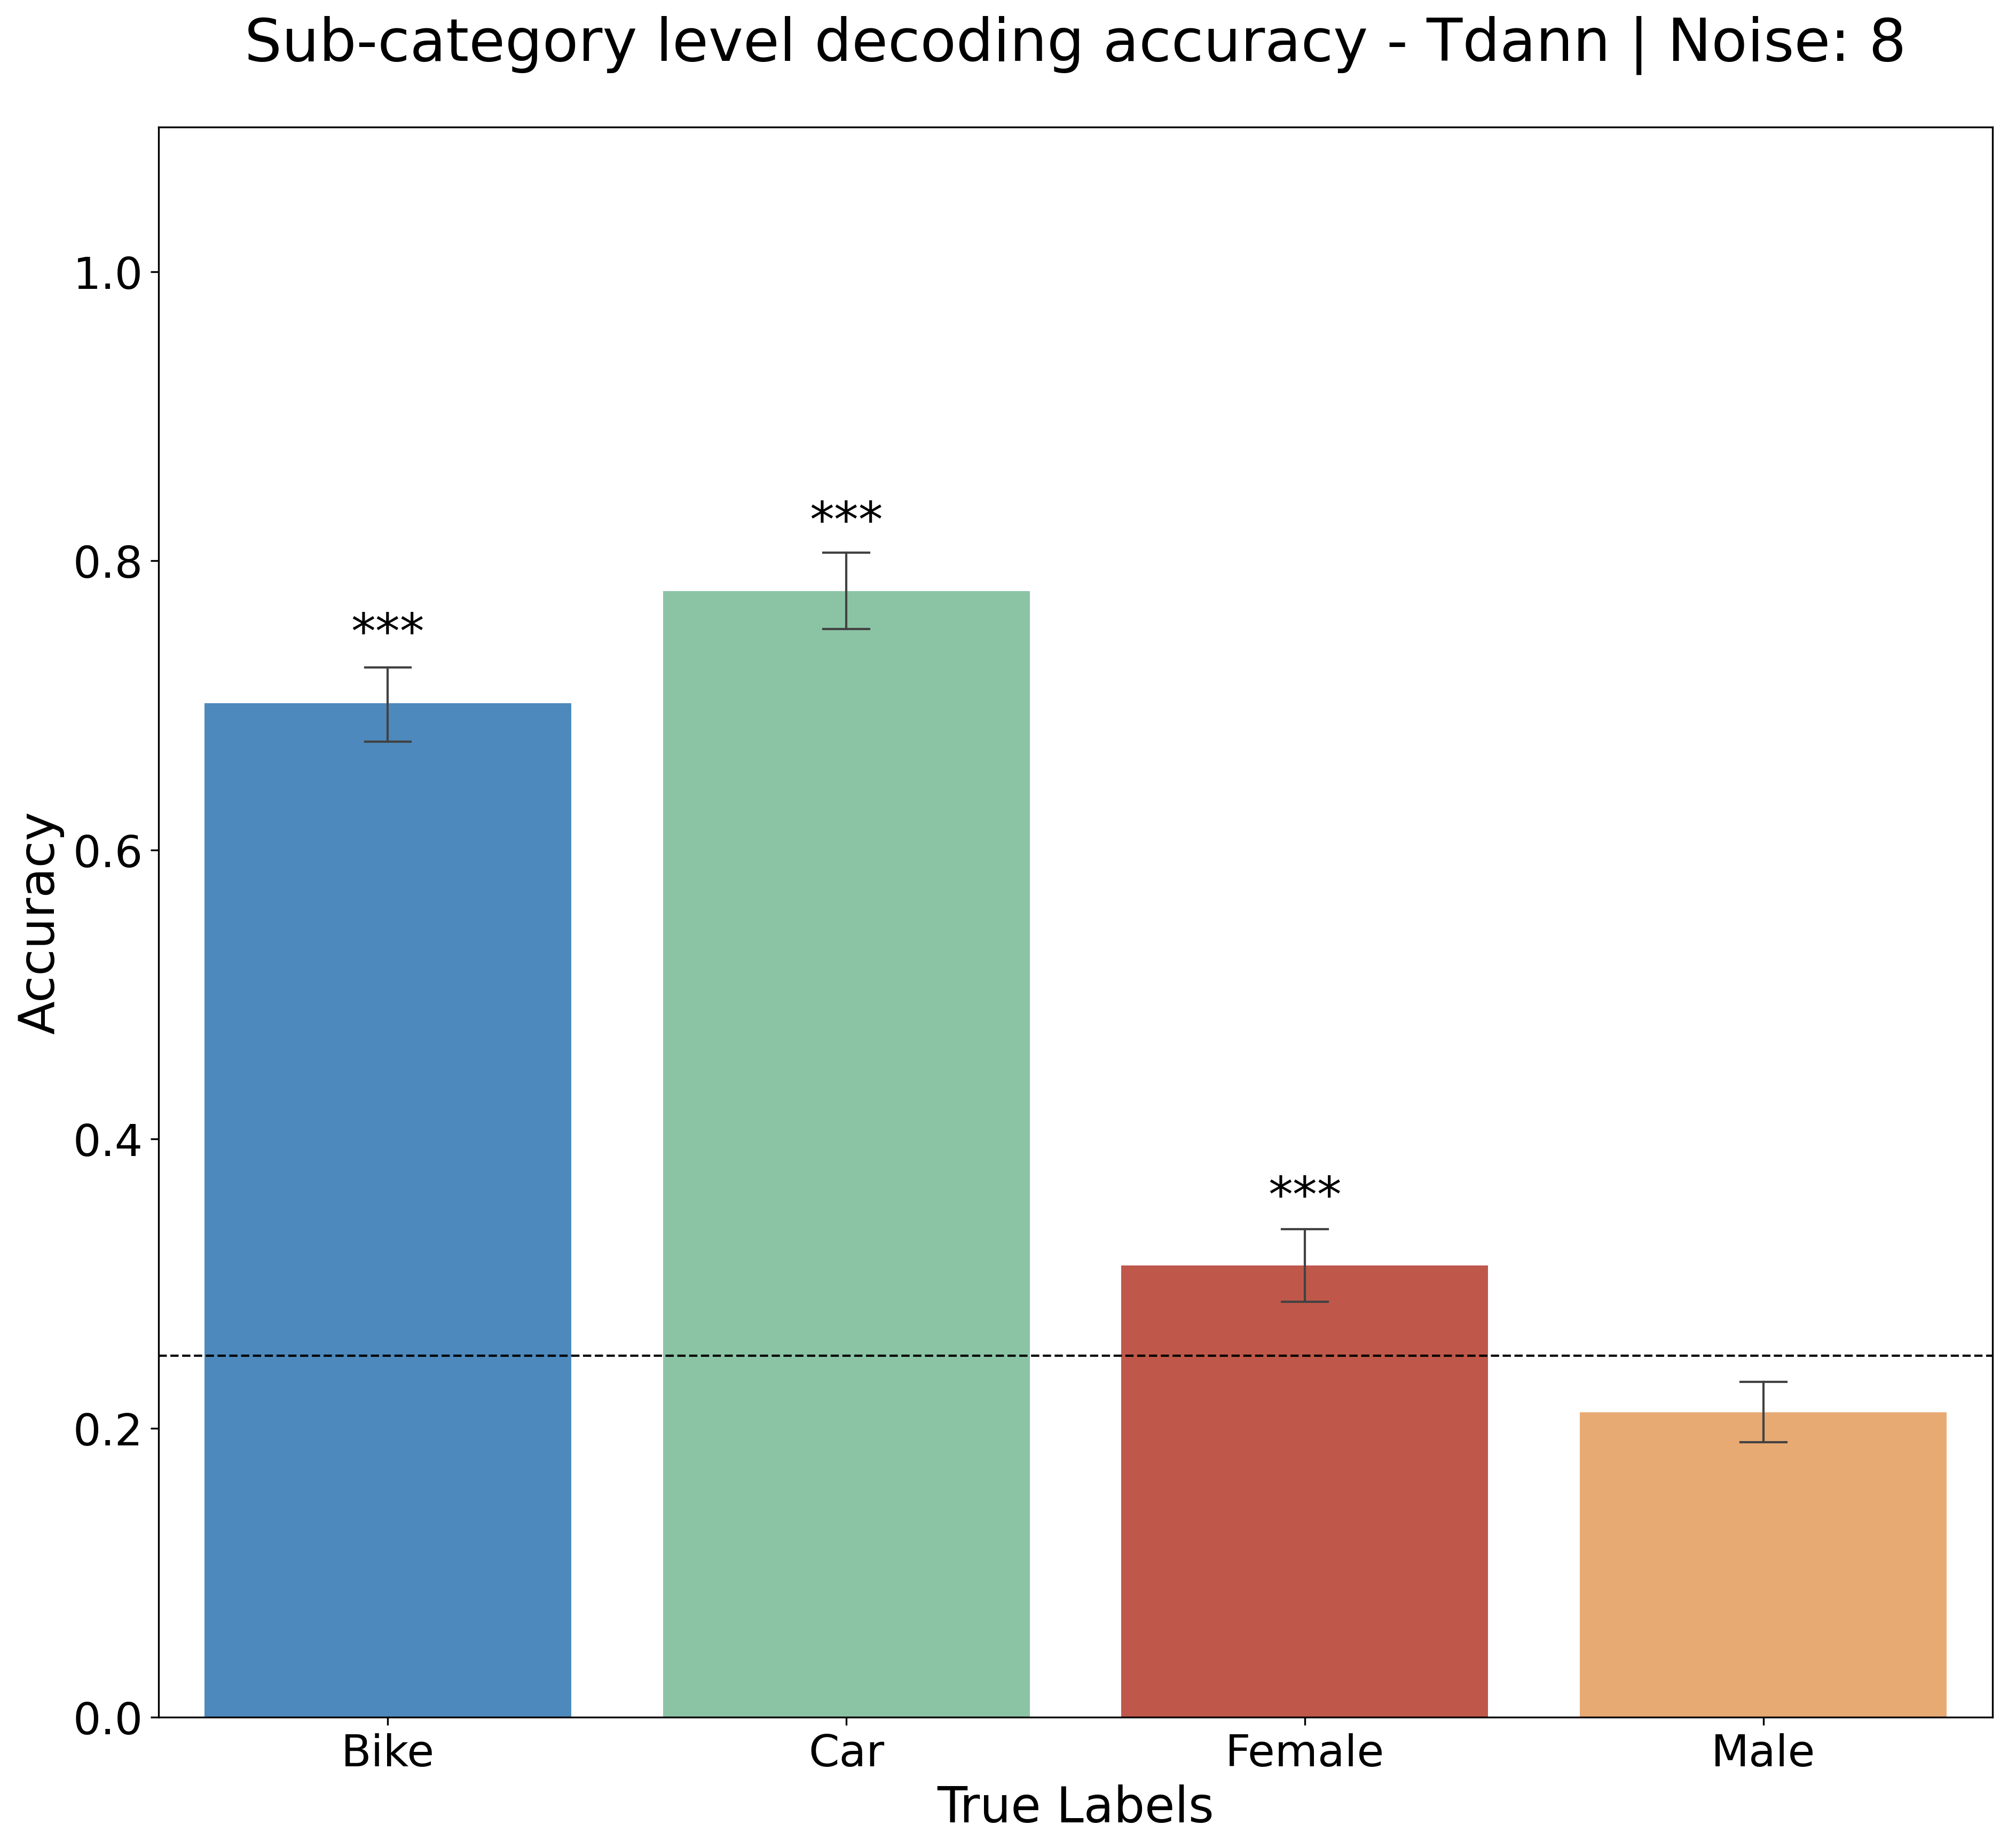 Sub-category level decoding accuracy - Tdann | Noise: 8
1.0
0.8
0.6
0.4
0.2
0.0
Accuracy
***
***
***
Bike Car Female Male
True Labels